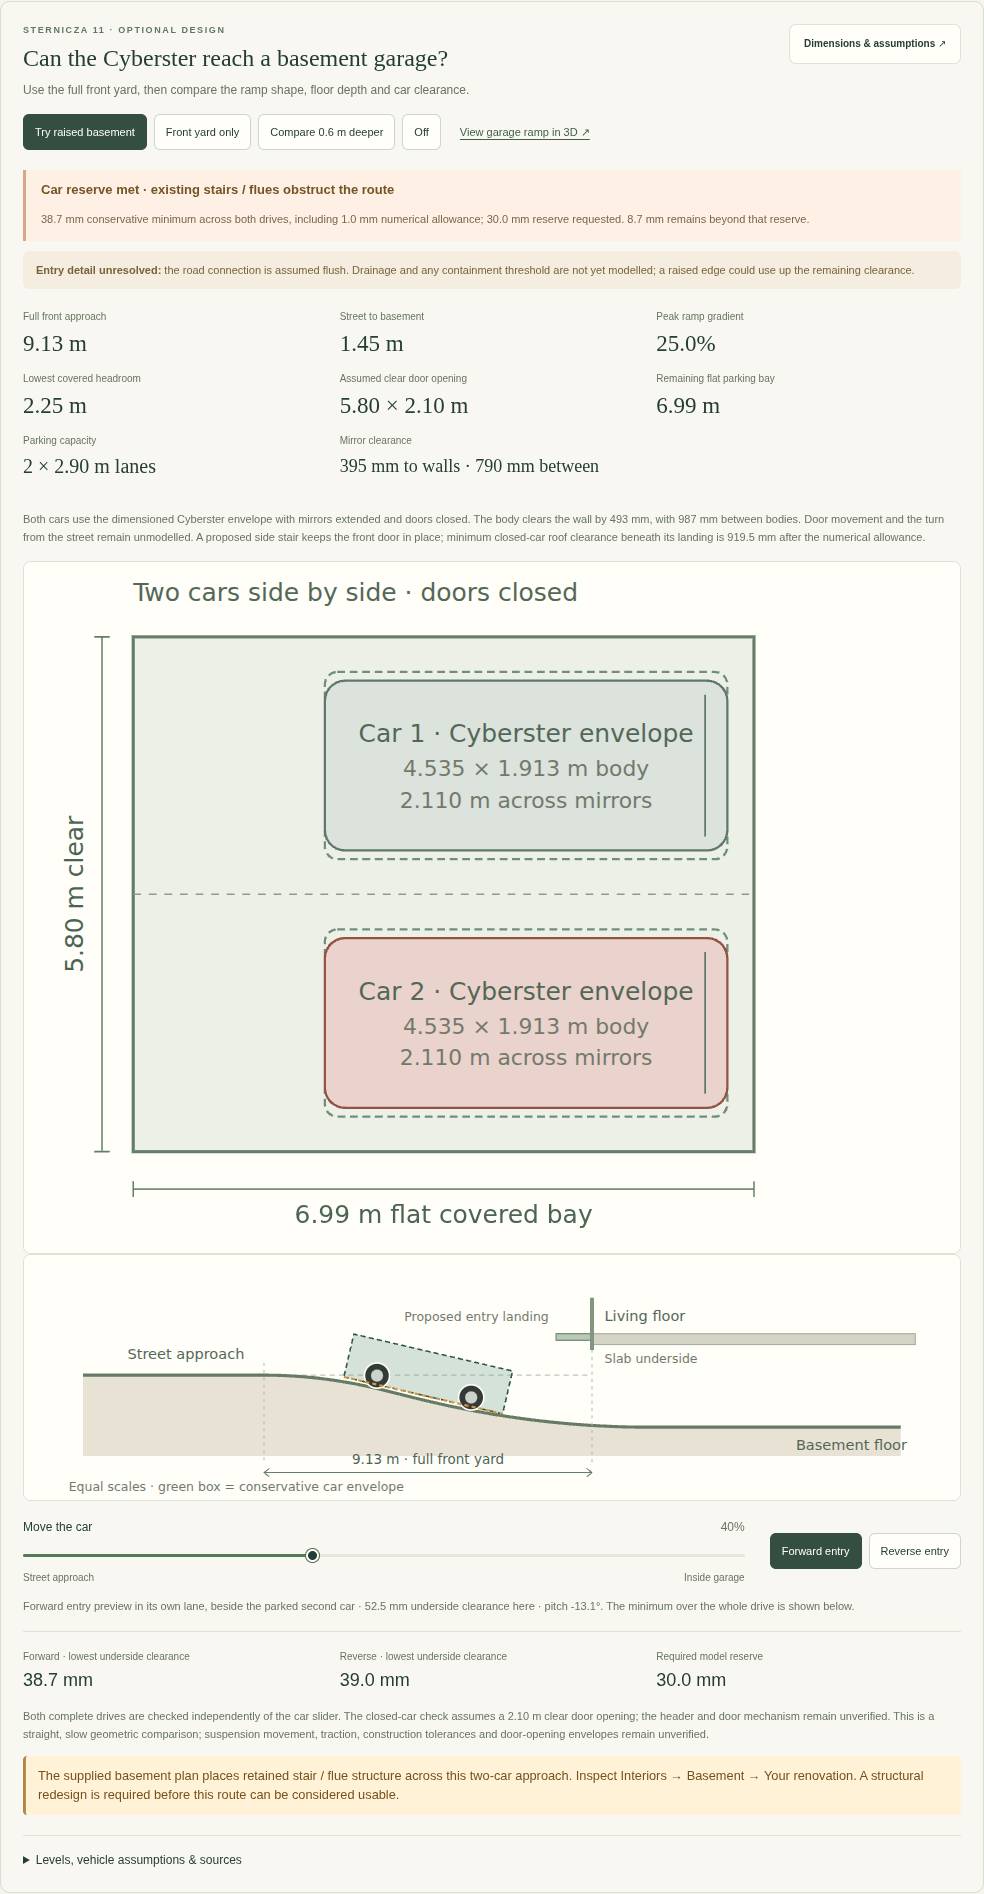 STERNICZA 11 · OPTIONAL DESIGN
Can the Cyberster reach a basement garage?
Dimensions & assumptions ↗
Use the full front yard, then compare the ramp shape, floor depth and car clearance.
Try raised basement
Front yard only
Compare 0.6 m deeper
Off
View garage ramp in 3D ↗
Car reserve met · existing stairs / flues obstruct the route
38.7 mm conservative minimum across both drives, including 1.0 mm numerical allowance; 30.0 mm reserve requested. 8.7 mm remains beyond that reserve.
Entry detail unresolved: the road connection is assumed flush. Drainage and any containment threshold are not yet modelled; a raised edge could use up the remaining clearance.
Full front approach
Street to basement
Peak ramp gradient
9.13 m
1.45 m
25.0%
Lowest covered headroom
Assumed clear door opening
Remaining flat parking bay
2.25 m
5.80 × 2.10 m
6.99 m
Parking capacity
Mirror clearance
2 × 2.90 m lanes
395 mm to walls · 790 mm between
Both cars use the dimensioned Cyberster envelope with mirrors extended and doors closed. The body clears the wall by 493 mm, with 987 mm between bodies. Door movement and the turn
from the street remain unmodelled. A proposed side stair keeps the front door in place; minimum closed-car roof clearance beneath its landing is 919.5 mm after the numerical allowance.
Two cars side by side · doors closed
Car 1 · Cyberster envelope
4.535 × 1.913 m body
2.110 m across mirrors
5.80 m clear
Car 2 · Cyberster envelope
4.535 × 1.913 m body
2.110 m across mirrors
6.99 m flat covered bay
Proposed entry landing
Living floor
Street approach
Slab underside
Basement floor
9.13 m · full front yard
Equal scales · green box = conservative car envelope
Move the car
40%
Forward entry
Reverse entry
Street approach
Inside garage
Forward entry preview in its own lane, beside the parked second car · 52.5 mm underside clearance here · pitch -13.1°. The minimum over the whole drive is shown below.
Forward · lowest underside clearance
Reverse · lowest underside clearance
Required model reserve
38.7 mm
39.0 mm
30.0 mm
Both complete drives are checked independently of the car slider. The closed-car check assumes a 2.10 m clear door opening; the header and door mechanism remain unverified. This is a
straight, slow geometric comparison; suspension movement, traction, construction tolerances and door-opening envelopes remain unverified.
The supplied basement plan places retained stair / flue structure across this two-car approach. Inspect Interiors → Basement → Your renovation. A structural
redesign is required before this route can be considered usable.
▶ Levels, vehicle assumptions & sources